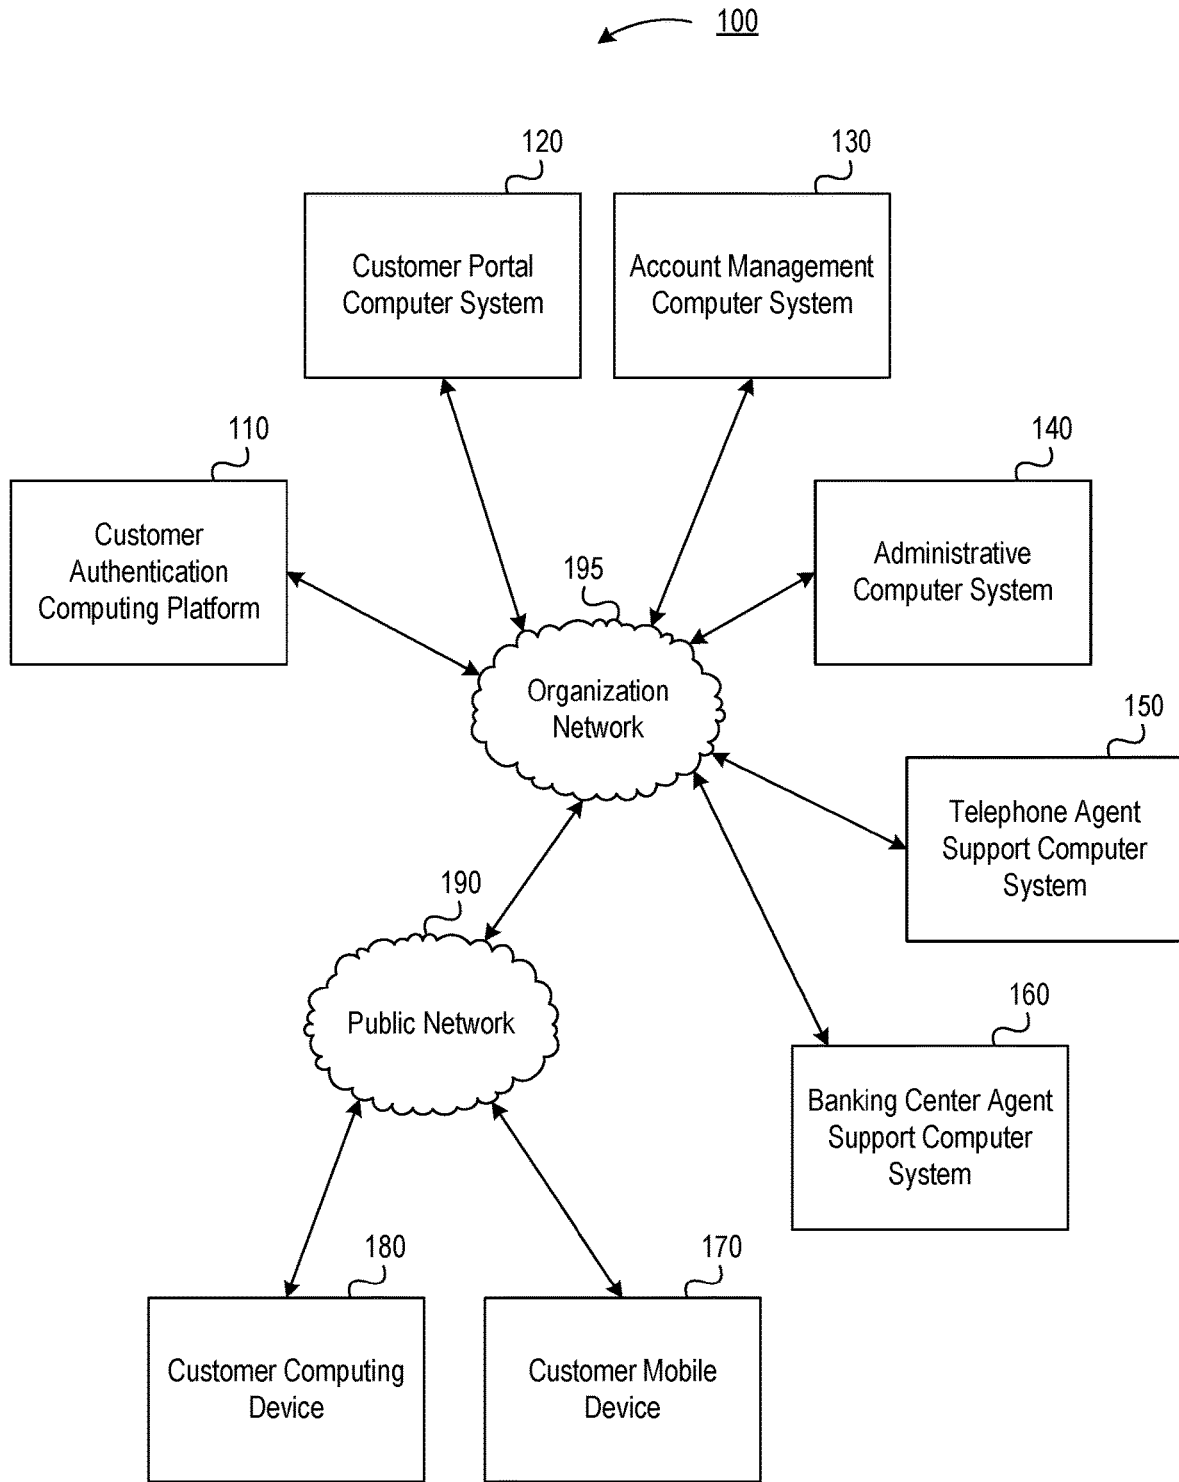 100
120
130
Customer Portal
Computer System
Account Management
Computer System
110
140
Customer
Authentication
Computing Platform
Administrative
Computer System
195
Organization
Network
150
Telephone Agent
Support Computer
System
190
Public Network
160
Banking Center Agent
Support Computer
System
180
170
Customer Computing
Device
Customer Mobile
Device